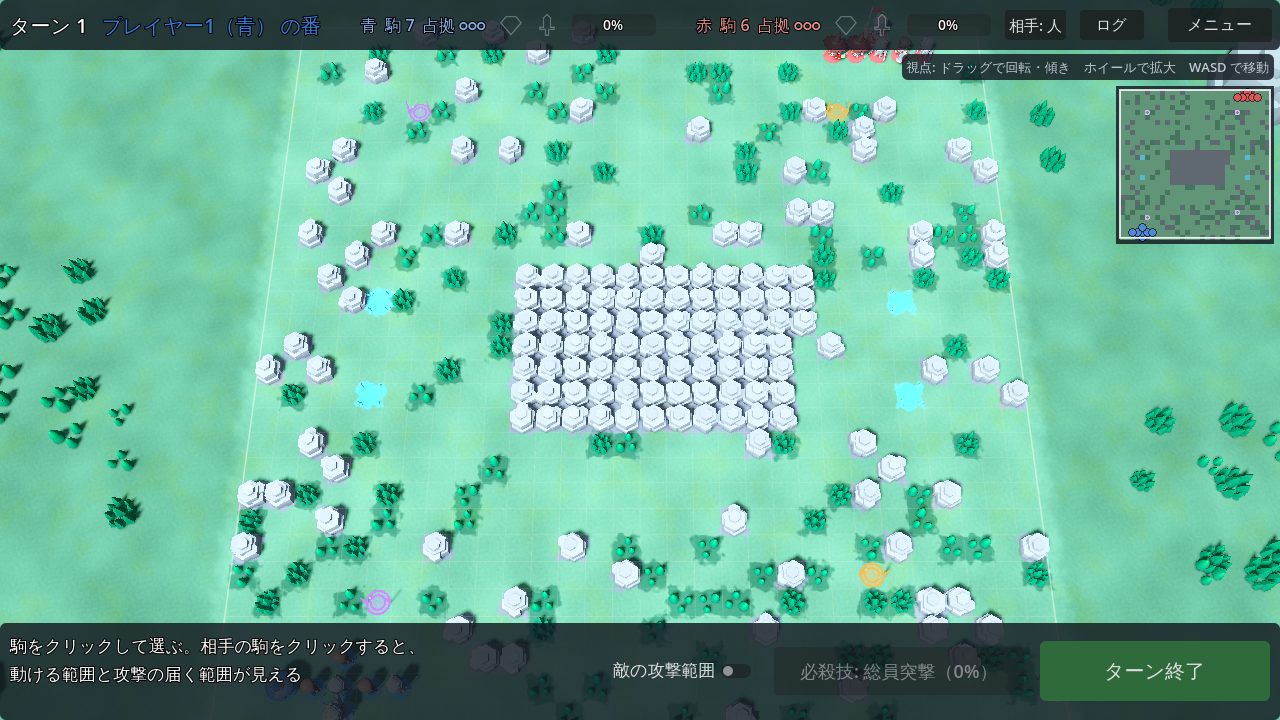 ターン 1 プレイヤー1（青） の番 青 駒 7 占拠 0% 赤 駒 6 占拠 0% 相手: 人 ログ メニュー
視点: ドラッグで回転・傾き ホイールで拡大 WASD で移動
駒をクリックして選ぶ。相手の駒をクリックすると、
動ける範囲と攻撃の届く範囲が見える
敵の攻撃範囲 必殺技: 総員突撃（0%） ターン終了